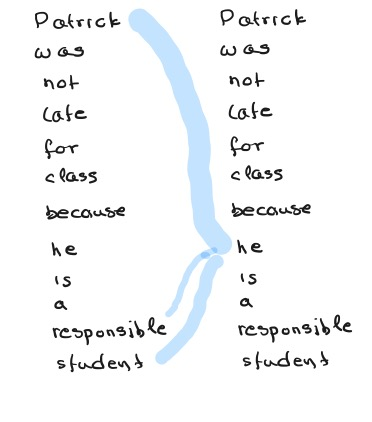 Patrick
was
not
late
for
class
because
he
is
a
responsible
student
Patrick
was
not
late
for
class
because
he
is
a
responsible
student